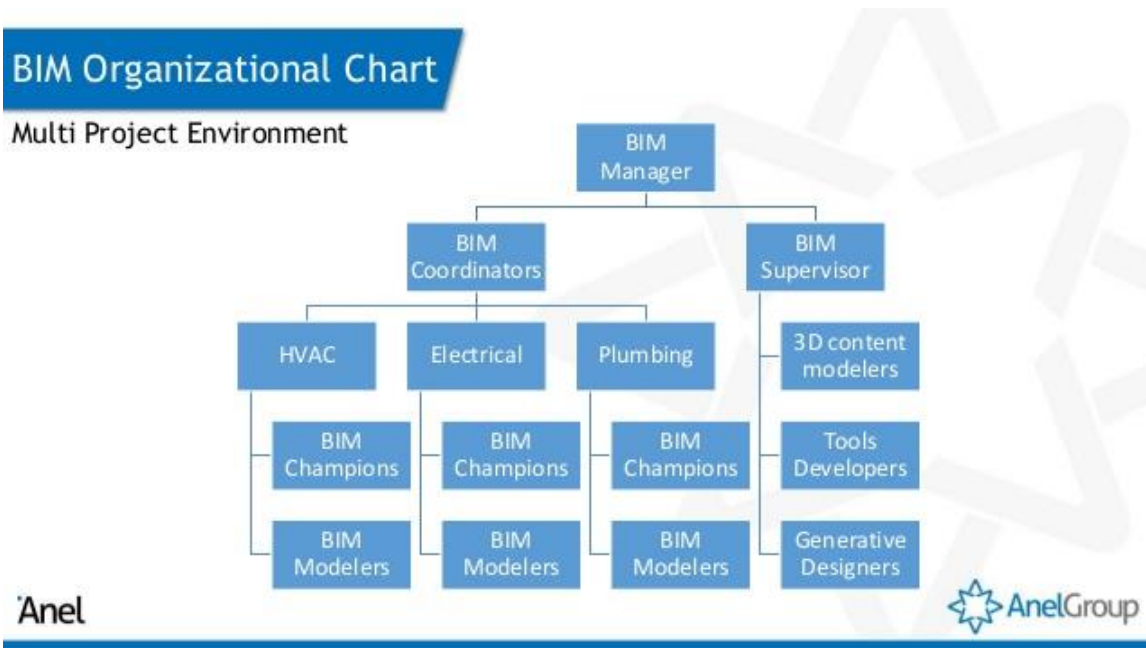 BIM Organizational Chart
Multi Project Environment
BIM
Manager
BIM
Coordinators
BIM
Supervisor
HVAC
Electrical
Plumbing
3D content
modelers
BIM
Champions
BIM
Champions
BIM
Champions
Tools
Developers
BIM
Modelers
BIM
Modelers
BIM
Modelers
Generative
Designers
Anel
AnelGroup